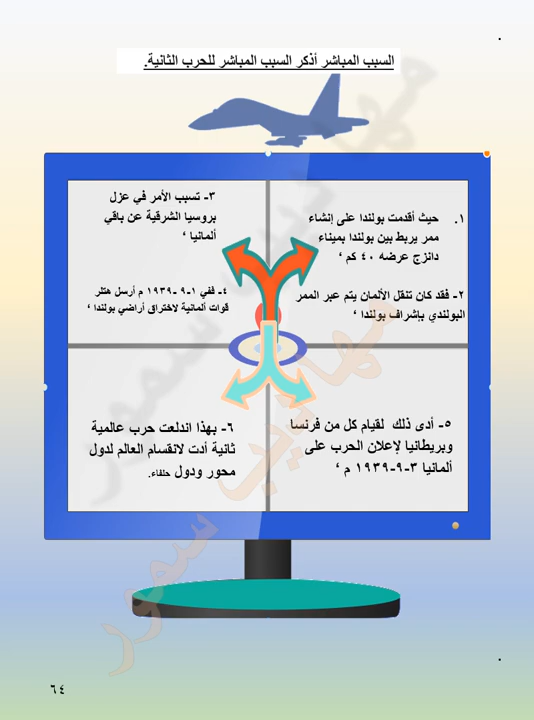 السبب المباشر أذكر السبب المباشر للحرب الثانية.
١. حيث أقدمت بولندا على إنشاء
ممر يربط بين بولندا بميناء
دانزج عرضه ٤٠ كم ،
٢- فقد كان تنقل الألمان يتم عبر الممر
البولندي بإشراف بولندا ،
٣- تسبب الأمر في عزل
بروسيا الشرقية عن باقي
ألمانيا ،
٤- ففي ١-٩-١٩٣٩ م أرسل هتلر
قوات ألمانية لاختراق أراضي بولندا ،
٥- أدى ذلك لقيام كل من فرنسا
وبريطانيا لإعلان الحرب على
ألمانيا ٣-٩-١٩٣٩ م ،
٦- بهذا اندلعت حرب عالمية
ثانية أدت لانقسام العالم لدول
محور ودول حلفاء.
٦٤